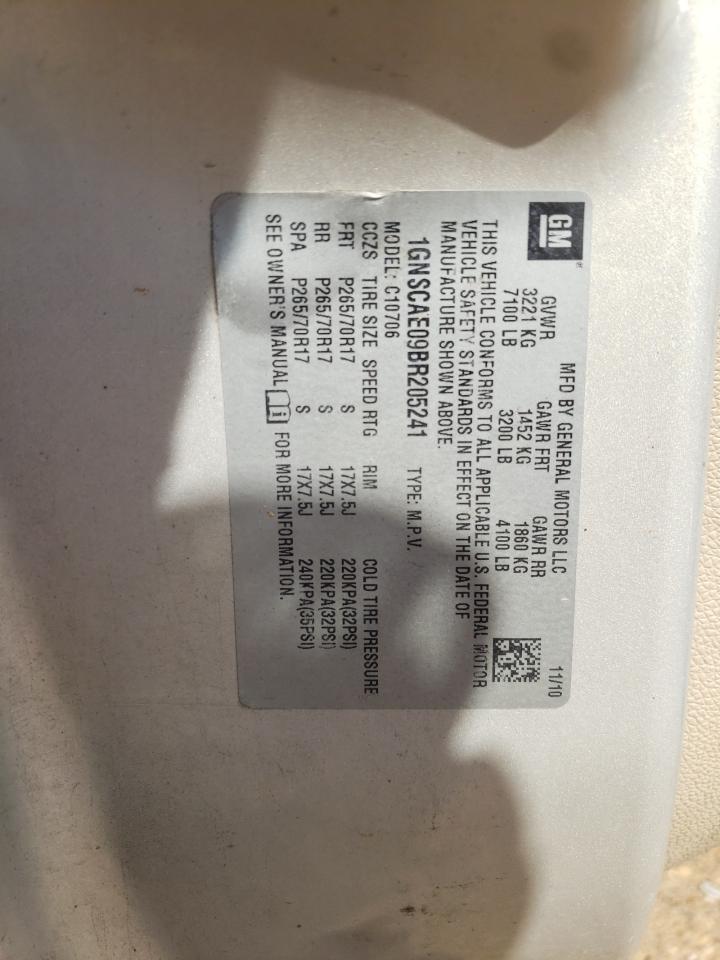 GM®
MFD BY GENERAL MOTORS LLC 11/10
GVWR GAWR FRT GAWR RR
3221 KG 1452 KG 1860 KG
7100 LB 3200 LB 4100 LB
THIS VEHICLE CONFORMS TO ALL APPLICABLE U.S. FEDERAL MOTOR
VEHICLE SAFETY STANDARDS IN EFFECT ON THE DATE OF
MANUFACTURE SHOWN ABOVE.
1GNSCAE09BR205241 TYPE: M.P.V.
MODEL: C10706
CCZS TIRE SIZE SPEED RTG RIM COLD TIRE PRESSURE
FRT P265/70R17 S 17X7.5J 220KPA(32PSI)
RR P265/70R17 S 17X7.5J 220KPA(32PSI)
SPA P265/70R17 S 17X7.5J 240KPA(35PSI)
SEE OWNER'S MANUAL FOR MORE INFORMATION.